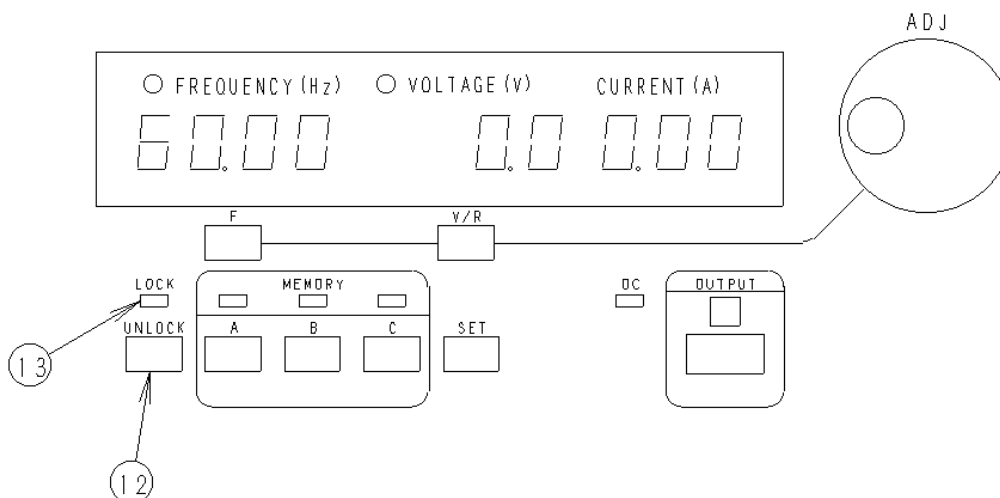 ADJ
FREQUENCY(Hz) VOLTAGE(V) CURRENT(A)
60.00 0.0 0.00
F V/R
LOCK MEMORY OC OUTPUT
UNLOCK A B C SET
13
12